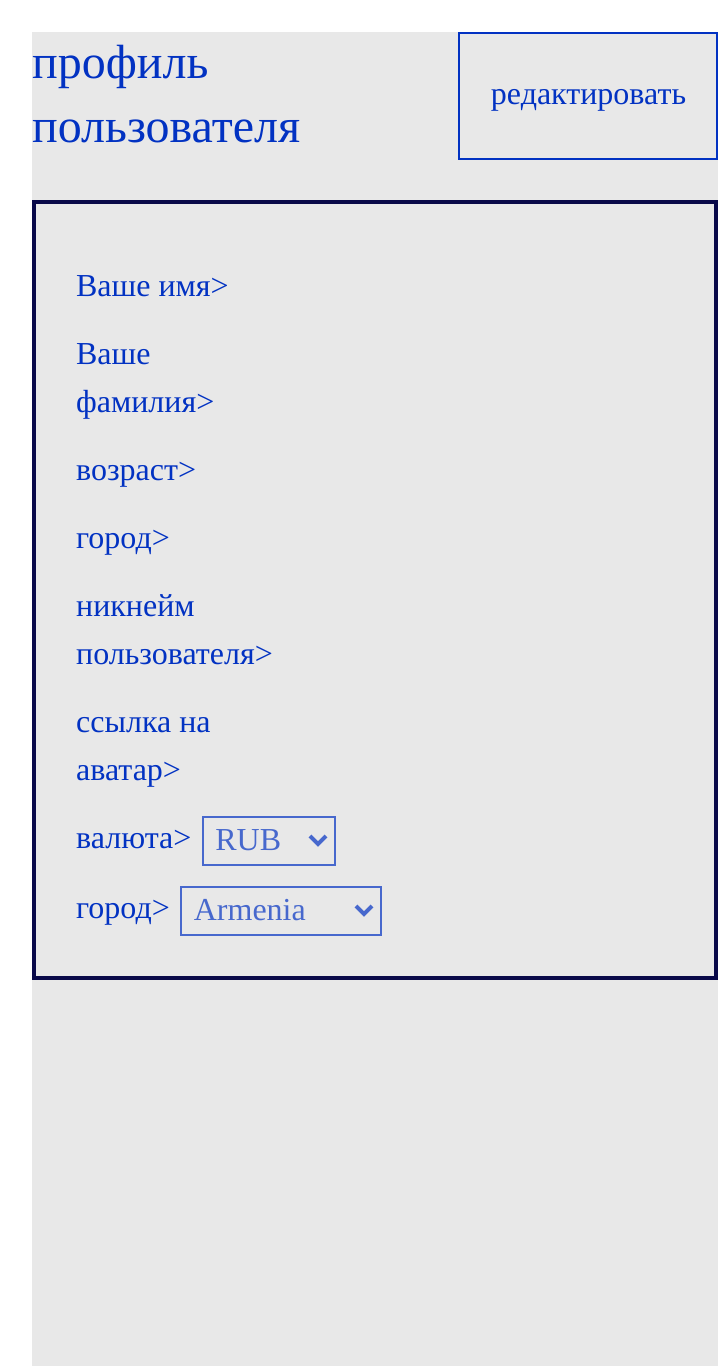 профиль
пользователя
редактировать
Ваше имя>
Ваше
фамилия>
возраст>
город>
никнейм
пользователя>
ссылка на
аватар>
валюта> RUB
город> Armenia